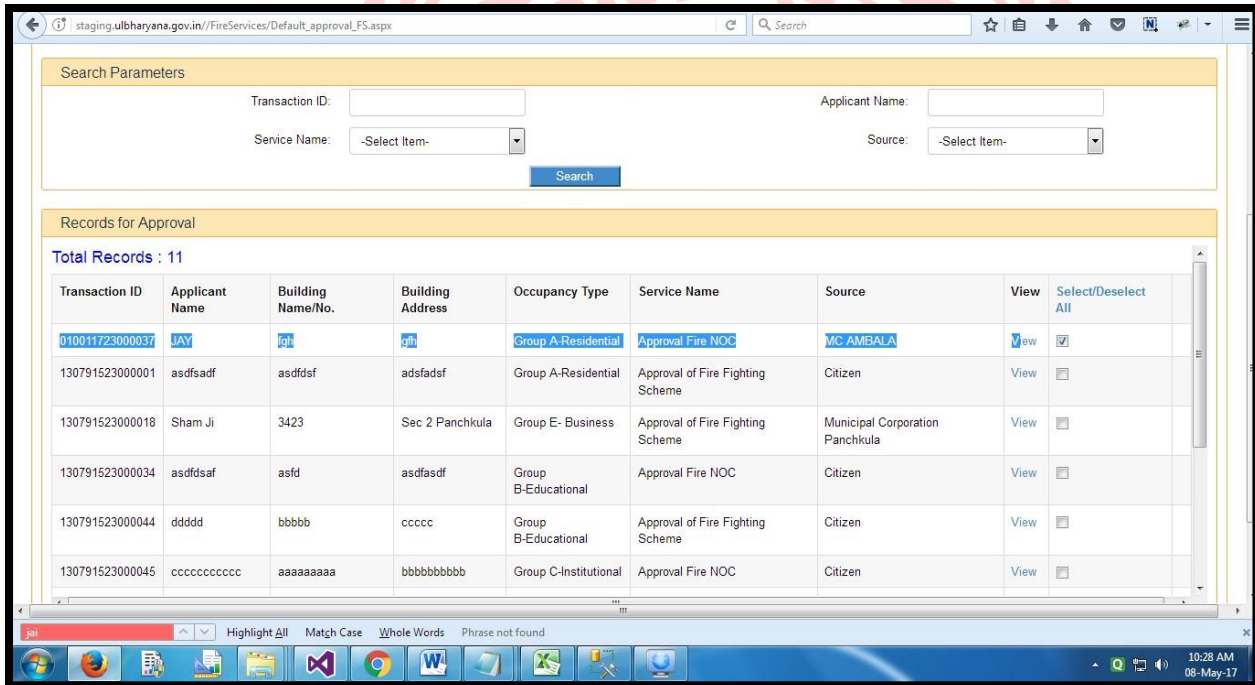 staging.ulbharyana.gov.in//FireServices/Default_approval_FS.aspx
Search
Search Parameters
Transaction ID:
Applicant Name:
Service Name: -Select Item-
Source: -Select Item-
Search
Records for Approval
Total Records : 11
Transaction ID Applicant Name Building Name/No. Building Address Occupancy Type Service Name Source View Select/Deselect All
010011723000037 JAY fgh gfh Group A-Residential Approval Fire NOC MC AMBALA View
130791523000001 asdfsadf asdfdsf adsfadsf Group A-Residential Approval of Fire Fighting Scheme Citizen View
130791523000018 Sham Ji 3423 Sec 2 Panchkula Group E- Business Approval of Fire Fighting Scheme Municipal Corporation Panchkula View
130791523000034 asdfdsaf asfd asdfasdf Group B-Educational Approval Fire NOC Citizen View
130791523000044 ddddd bbbbb ccccc Group B-Educational Approval of Fire Fighting Scheme Citizen View
130791523000045 ccccccccccc aaaaaaaaa bbbbbbbbbb Group C-Institutional Approval Fire NOC Citizen View
jai Highlight All Match Case Whole Words Phrase not found
10:28 AM
08-May-17